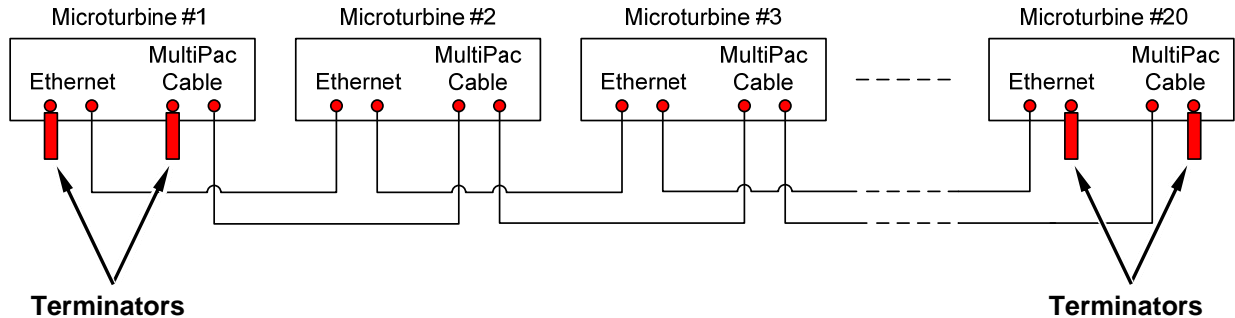 Microturbine #1
Microturbine #2
Microturbine #3
Microturbine #20
Ethernet
MultiPac
Cable
Ethernet
MultiPac
Cable
Ethernet
MultiPac
Cable
Ethernet
MultiPac
Cable
Terminators
Terminators